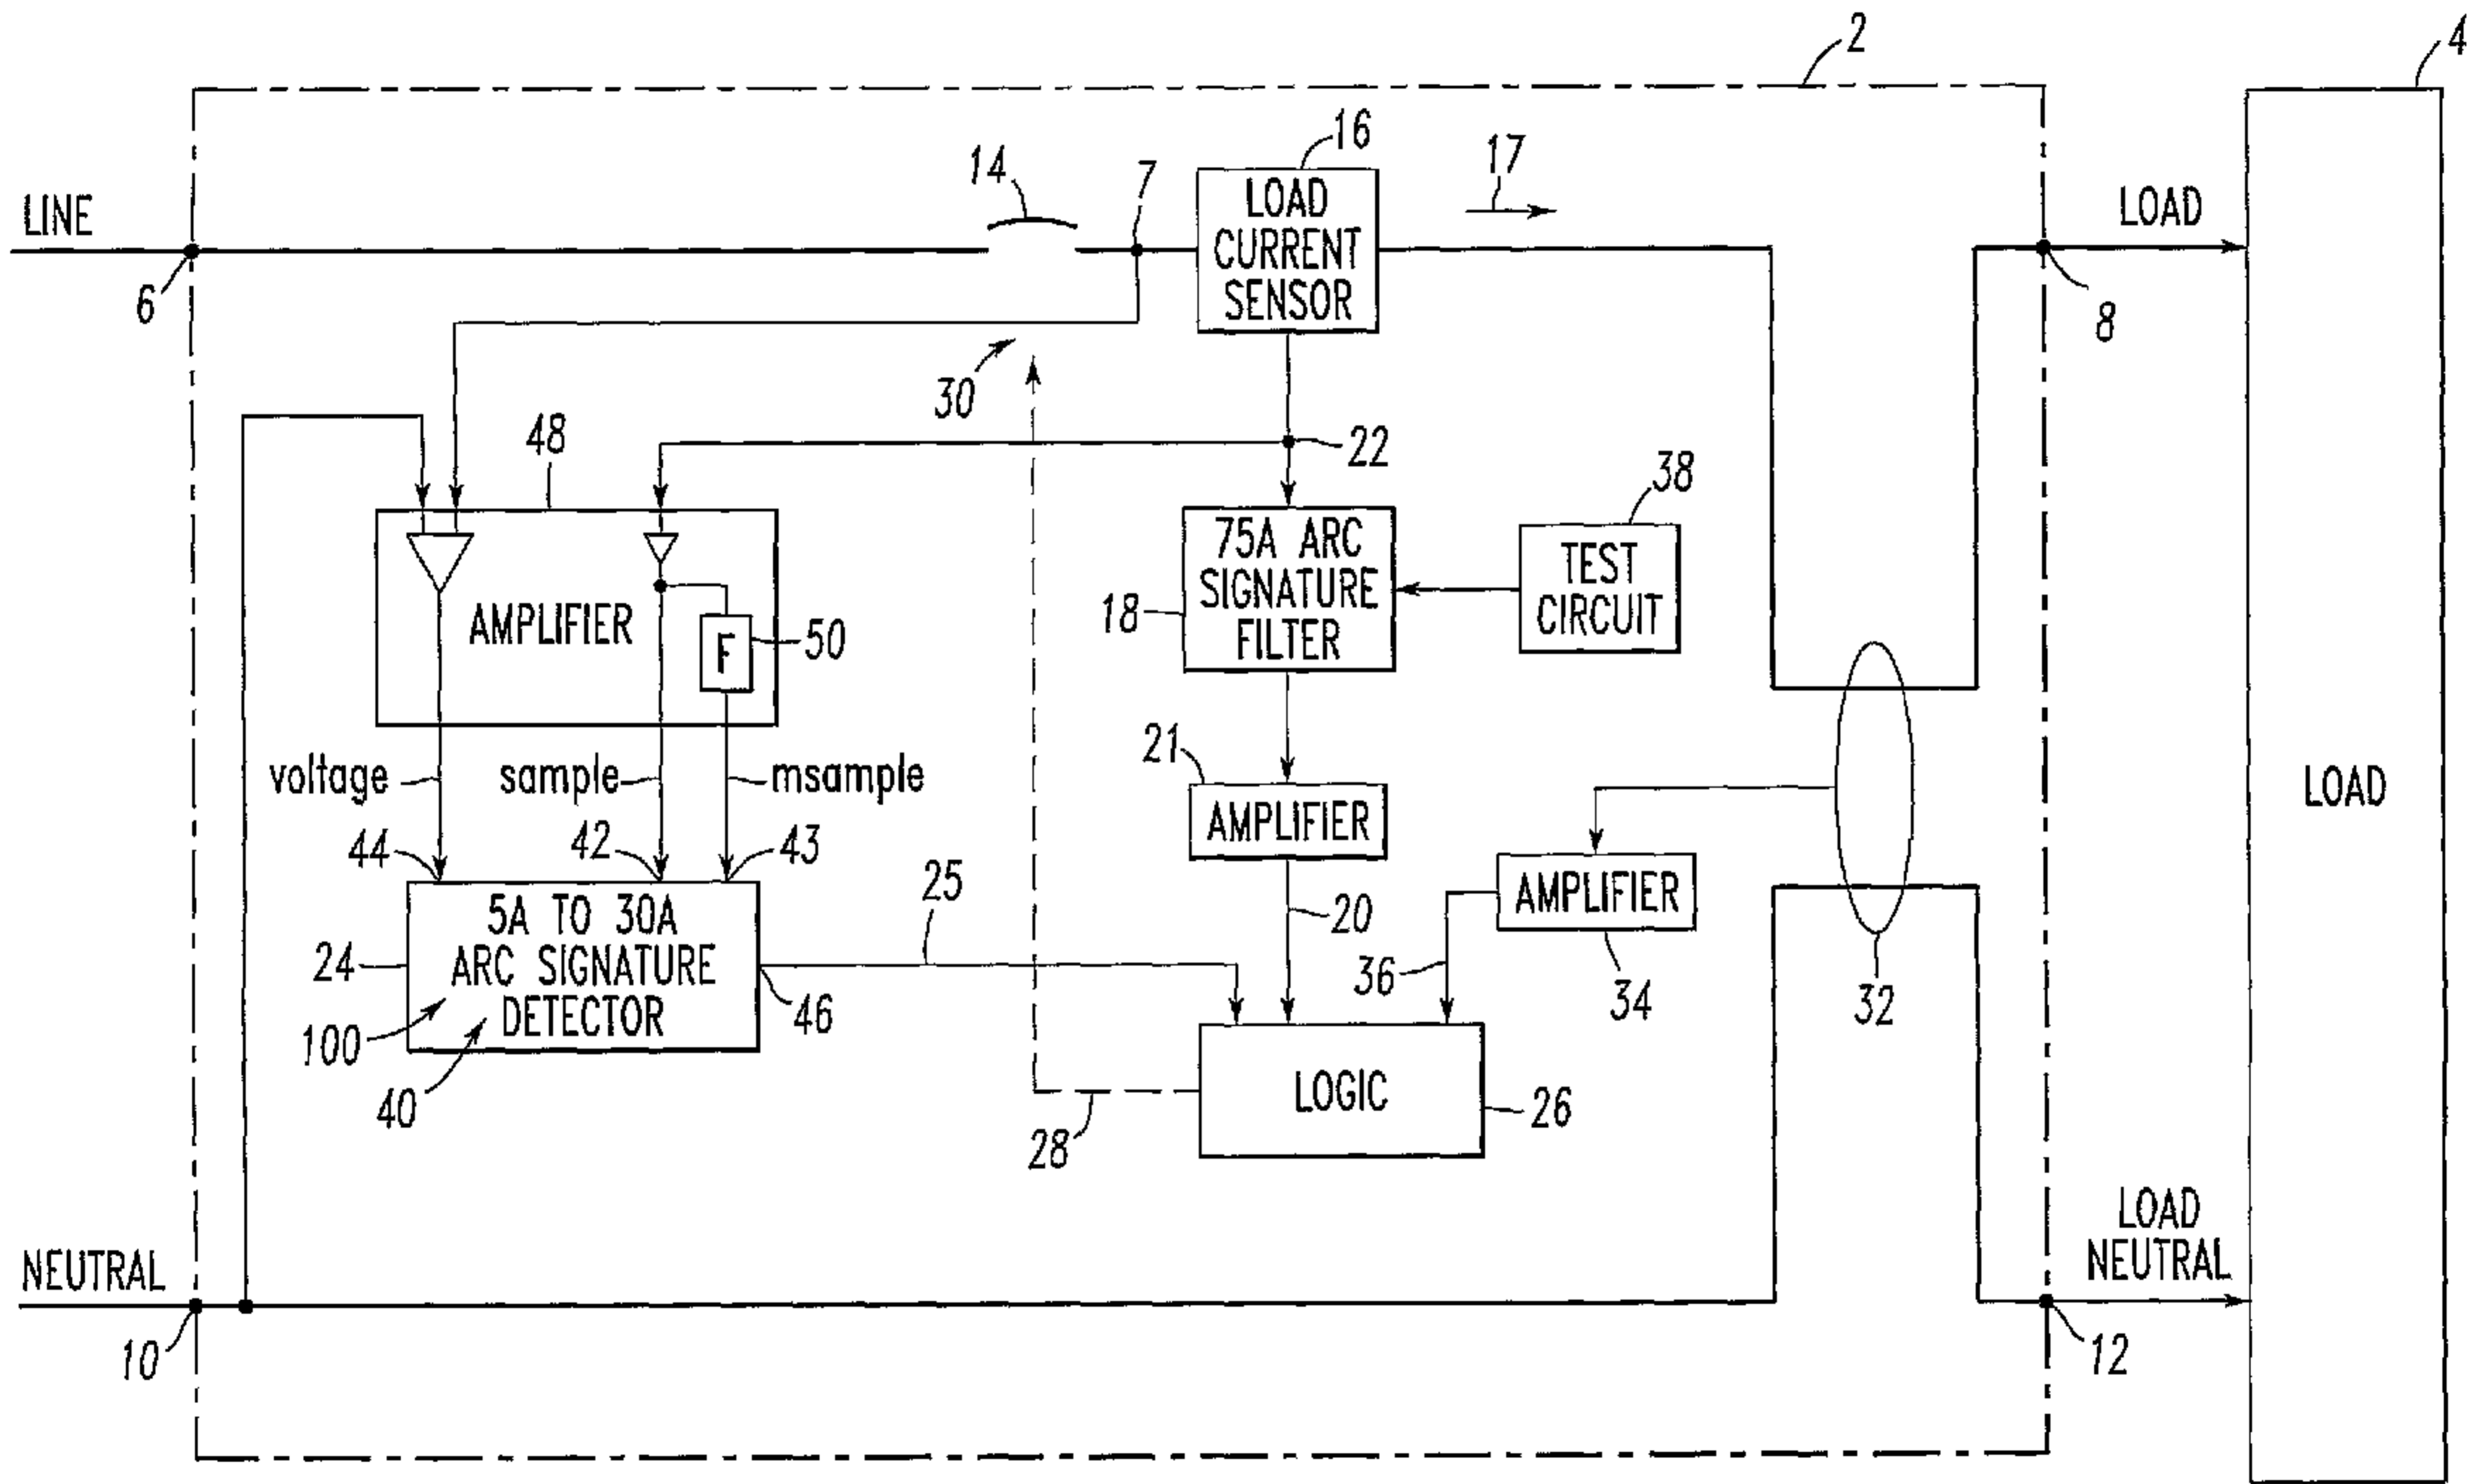 2
4
16
17
14
7
LINE
LOAD
CURRENT
SENSOR
LOAD
6
8
30
48
22
38
75A ARC
SIGNATURE
FILTER
18
TEST
CIRCUIT
AMPLIFIER
F
50
21
voltage
sample
msample
LOAD
AMPLIFIER
44
42
43
25
20
AMPLIFIER
5A TO 30A
ARC SIGNATURE
DETECTOR
24
36
34
32
46
100
40
LOGIC
26
28
LOAD
NEUTRAL
NEUTRAL
10
12